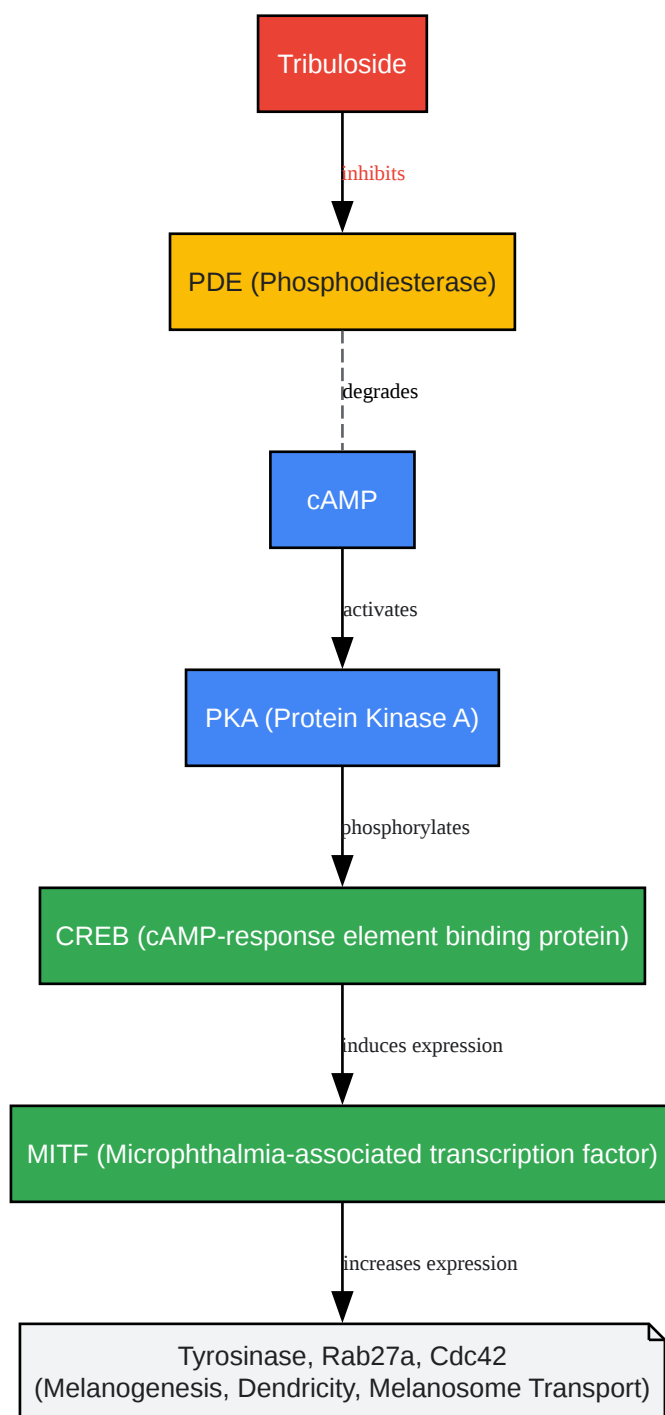 Tribuloside
inhibits
PDE (Phosphodiesterase)
degrades
cAMP
activates
PKA (Protein Kinase A)
phosphorylates
CREB (cAMP-response element binding protein)
induces expression
MITF (Microphthalmia-associated transcription factor)
increases expression
Tyrosinase, Rab27a, Cdc42
(Melanogenesis, Dendricity, Melanosome Transport)